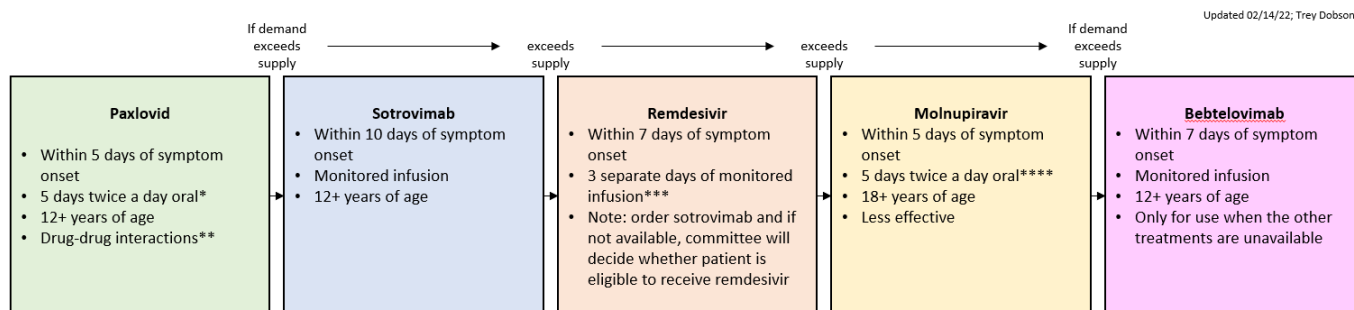 Updated 02/14/22; Trey Dobson
If demand
exceeds
supply
exceeds
supply
exceeds
supply
If demand
exceeds
supply
Paxlovid
• Within 5 days of symptom
onset
• 5 days twice a day oral*
• 12+ years of age
• Drug-drug interactions**
Sotrovimab
• Within 10 days of symptom
onset
• Monitored infusion
• 12+ years of age
Remdesivir
• Within 7 days of symptom
onset
• 3 separate days of monitored
infusion***
• Note: order sotrovimab and if
not available, committee will
decide whether patient is
eligible to receive remdesivir
Molnupiravir
• Within 5 days of symptom
onset
• 5 days twice a day oral****
• 18+ years of age
• Less effective
Bebtelovimab
• Within 7 days of symptom
onset
• Monitored infusion
• 12+ years of age
• Only for use when the other
treatments are unavailable